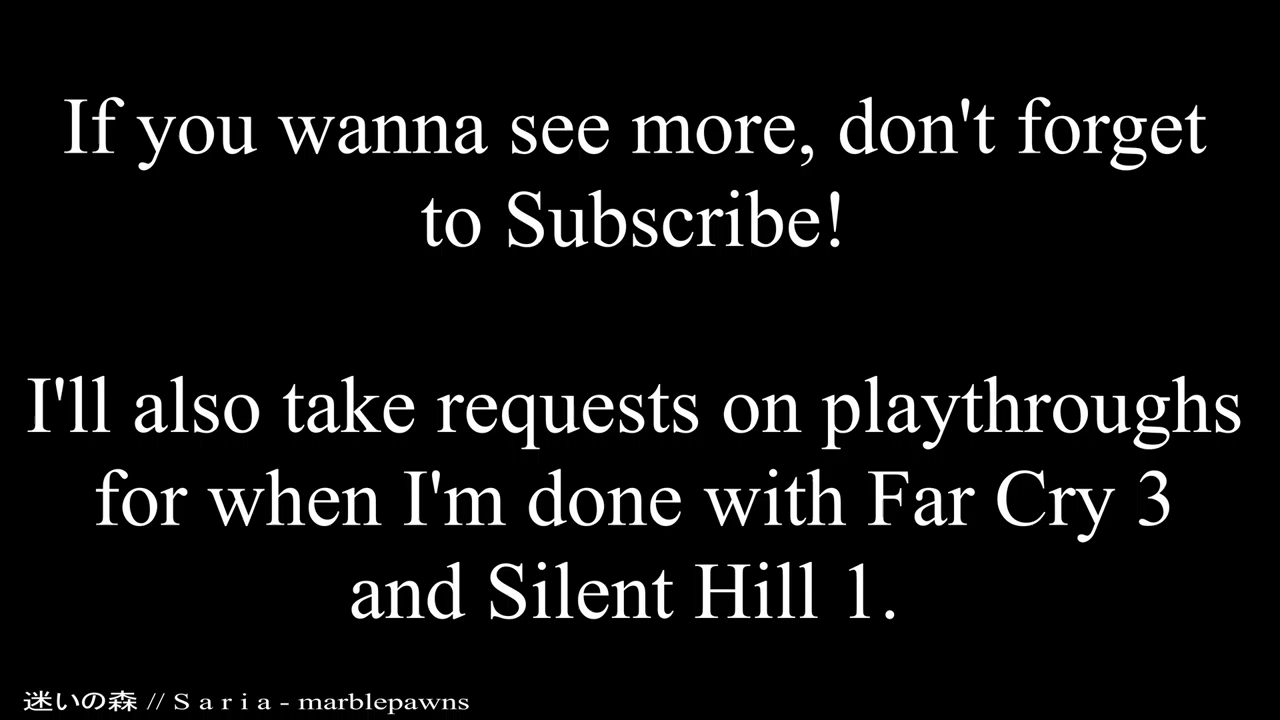 If you wanna see more, don't forget
to Subscribe!
I'll also take requests on playthroughs
for when I'm done with Far Cry 3
and Silent Hill 1.
迷いの森 // S a r i a - marblepawns